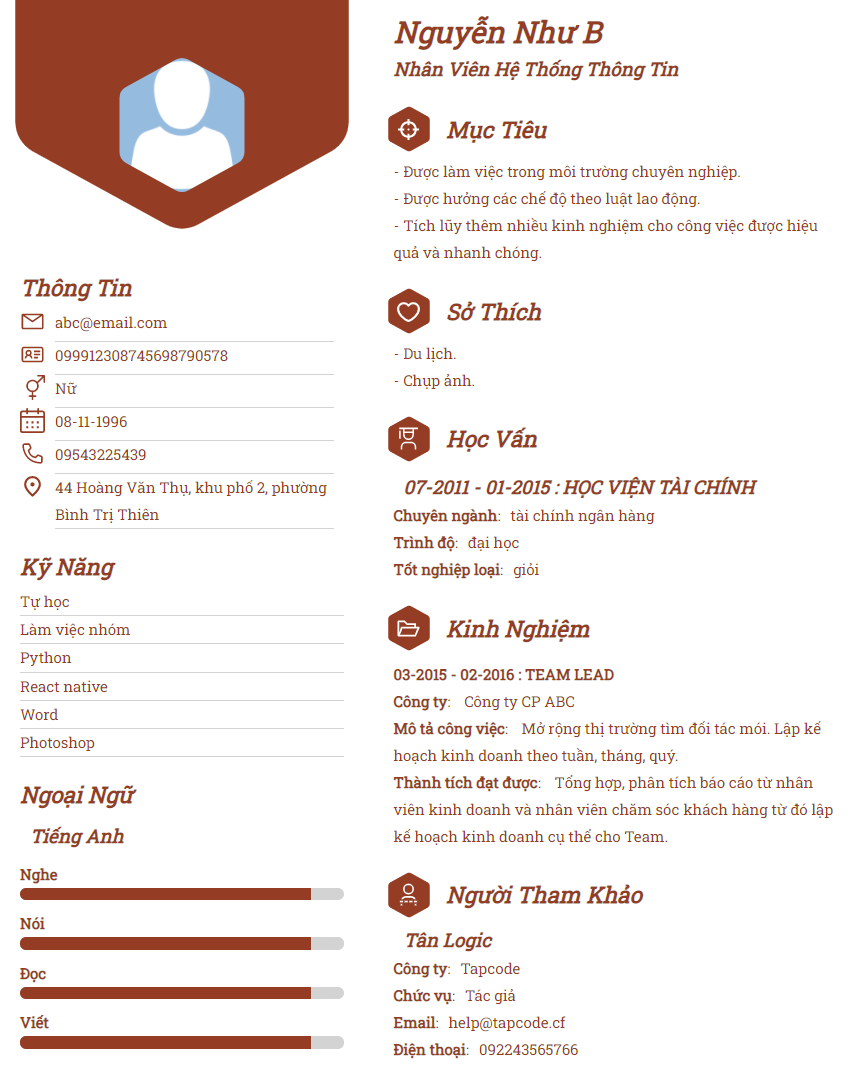 Thông Tin
abc@email.com
099912308745698790578
Nữ
08-11-1996
09543225439
44 Hoàng Văn Thụ, khu phố 2, phường
Bình Trị Thiên
Kỹ Năng
Tự học
Làm việc nhóm
Python
React native
Word
Photoshop
Ngoại Ngữ
Tiếng Anh
Nghe
Nói
Đọc
Viết
Nguyễn Như B
Nhân Viên Hệ Thống Thông Tin
Mục Tiêu
- Được làm việc trong môi trường chuyên nghiệp.
- Được hưởng các chế độ theo luật lao động.
- Tích lũy thêm nhiều kinh nghiệm cho công việc được hiệu
quả và nhanh chóng.
Sở Thích
- Du lịch.
- Chụp ảnh.
Học Vấn
07-2011 - 01-2015 : HỌC VIỆN TÀI CHÍNH
Chuyên ngành: tài chính ngân hàng
Trình độ: đại học
Tốt nghiệp loại: giỏi
Kinh Nghiệm
03-2015 - 02-2016 : TEAM LEAD
Công ty: Công ty CP ABC
Mô tả công việc: Mở rộng thị trường tìm đối tác mói. Lập kế
hoạch kinh doanh theo tuần, tháng, quý.
Thành tích đạt được: Tổng hợp, phân tích báo cáo từ nhân
viên kinh doanh và nhân viên chăm sóc khách hàng từ đó lập
kế hoạch kinh doanh cụ thể cho Team.
Người Tham Khảo
Tân Logic
Công ty: Tapcode
Chức vụ: Tác giả
Email: help@tapcode.cf
Điện thoại: 092243565766